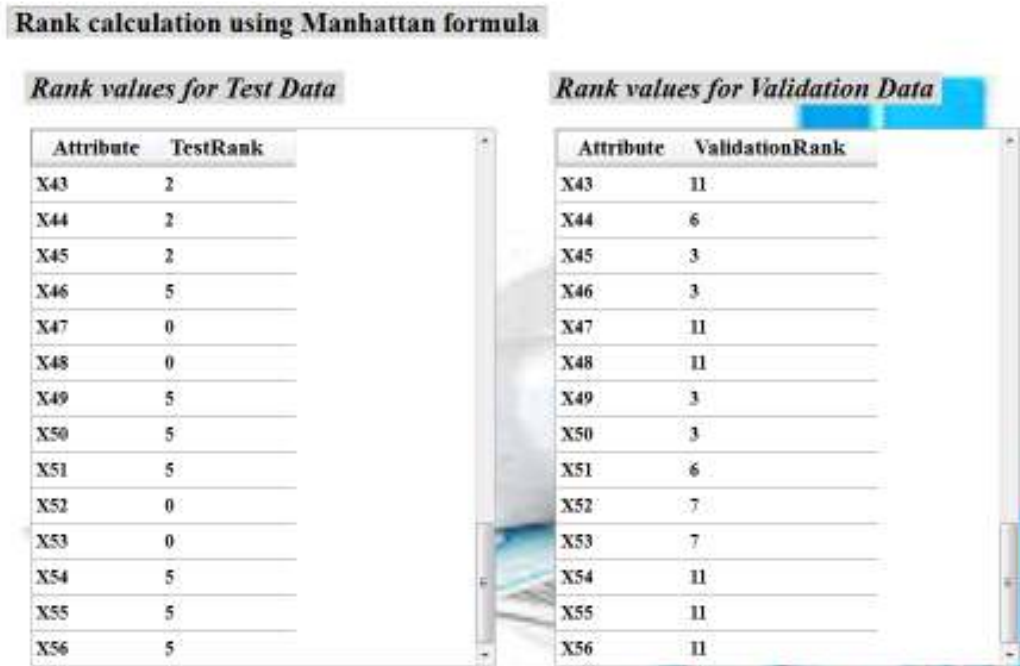 Rank calculation using Manhattan formula
Rank values for Test Data
Attribute TestRank
X43 2
X44 2
X45 2
X46 5
X47 0
X48 0
X49 5
X50 5
X51 5
X52 0
X53 0
X54 5
X55 5
X56 5
Rank values for Validation Data
Attribute ValidationRank
X43 11
X44 6
X45 3
X46 3
X47 11
X48 11
X49 3
X50 3
X51 6
X52 7
X53 7
X54 11
X55 11
X56 11